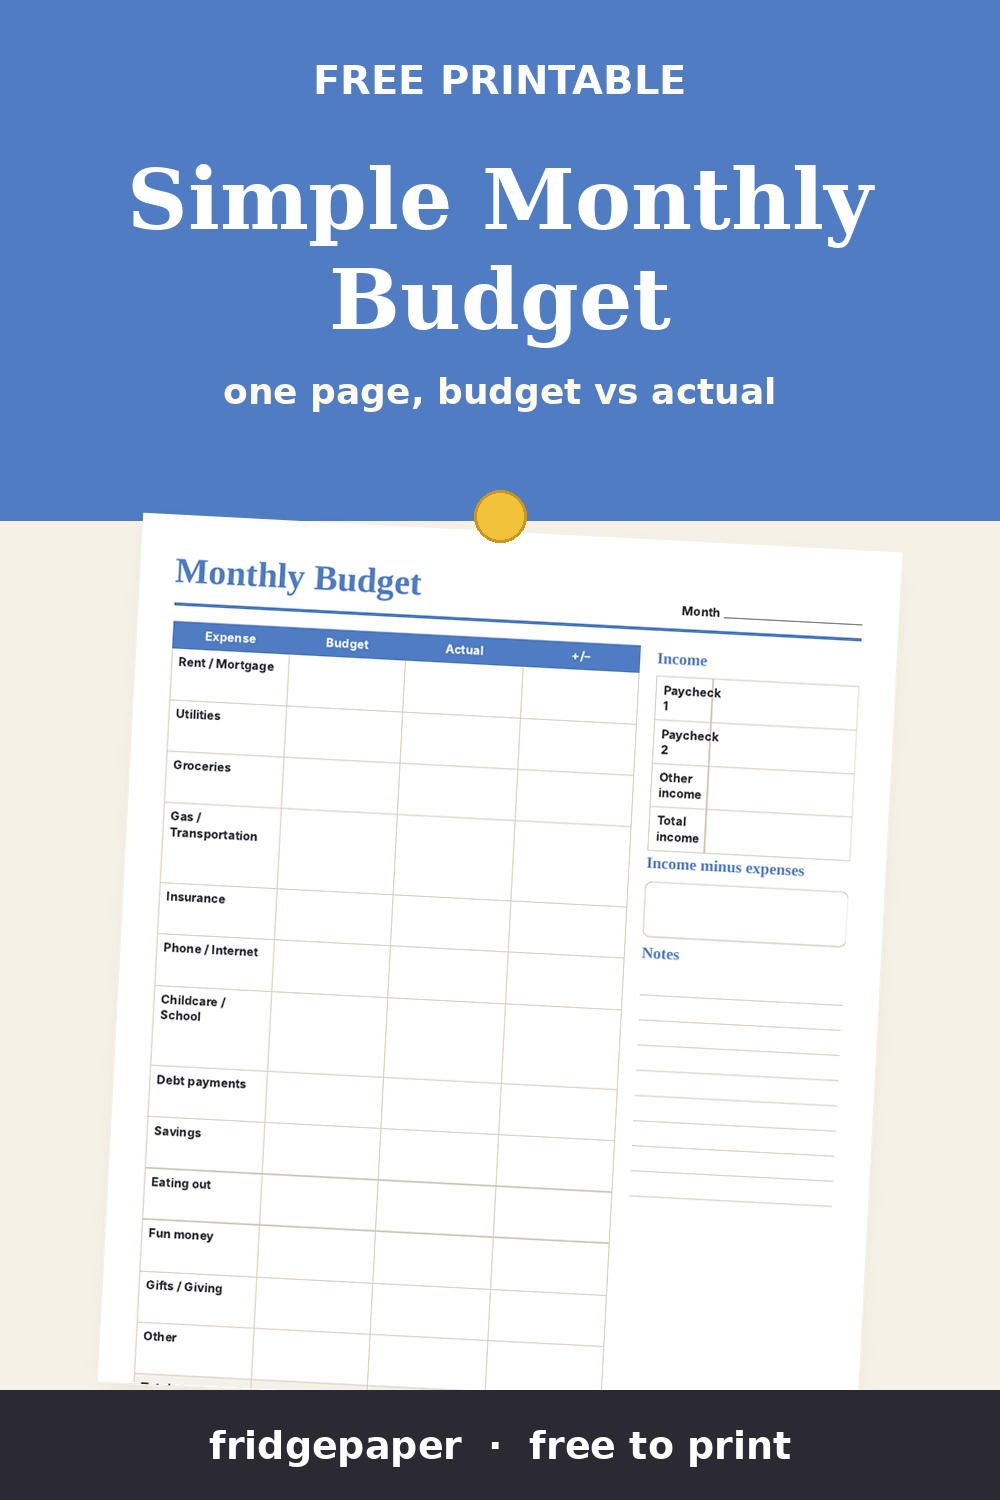 FREE PRINTABLE
Simple Monthly
Budget
one page, budget vs actual
Monthly Budget
Month
Expense Budget Actual +/−
Rent / Mortgage
Utilities
Groceries
Gas /
Transportation
Insurance
Phone / Internet
Childcare /
School
Debt payments
Savings
Eating out
Fun money
Gifts / Giving
Other
Income
Paycheck
1
Paycheck
2
Other
income
Total
income
Income minus expenses
Notes
fridgepaper · free to print